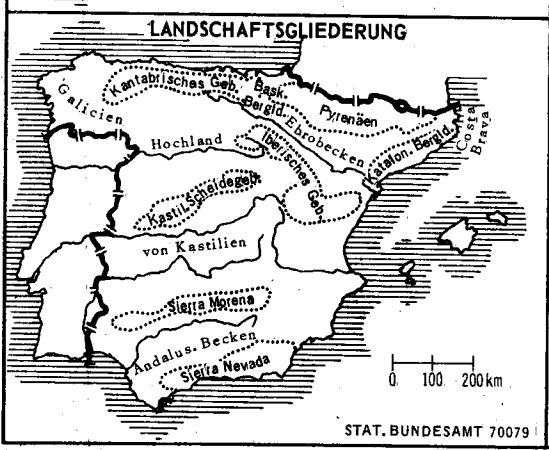 LANDSCHAFTSGLIEDERUNG
Kantabrisches Geb.
Bask.
Bergld.
Pyrenäen
Galicien
Ebrobecken
Costa
Brava
Hochland
Iberisches Geb.
Katalon. Bergld.
Kastil. Scheidegeb.
von Kastilien
Sierra Morena
Andalus. Becken
Sierra Nevada
0 100 200 km
STAT. BUNDESAMT 70079